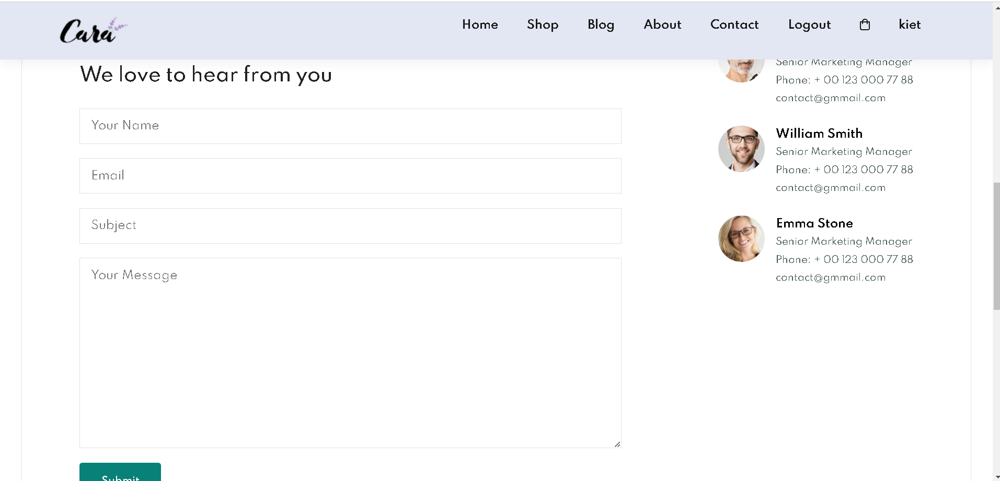 Cara
Home Shop Blog About Contact Logout kiet
We love to hear from you
Your Name
Email
Subject
Your Message
Submit
Senior Marketing Manager
Phone: + 00 123 000 77 88
contact@gmmail.com
William Smith
Senior Marketing Manager
Phone: + 00 123 000 77 88
contact@gmmail.com
Emma Stone
Senior Marketing Manager
Phone: + 00 123 000 77 88
contact@gmmail.com